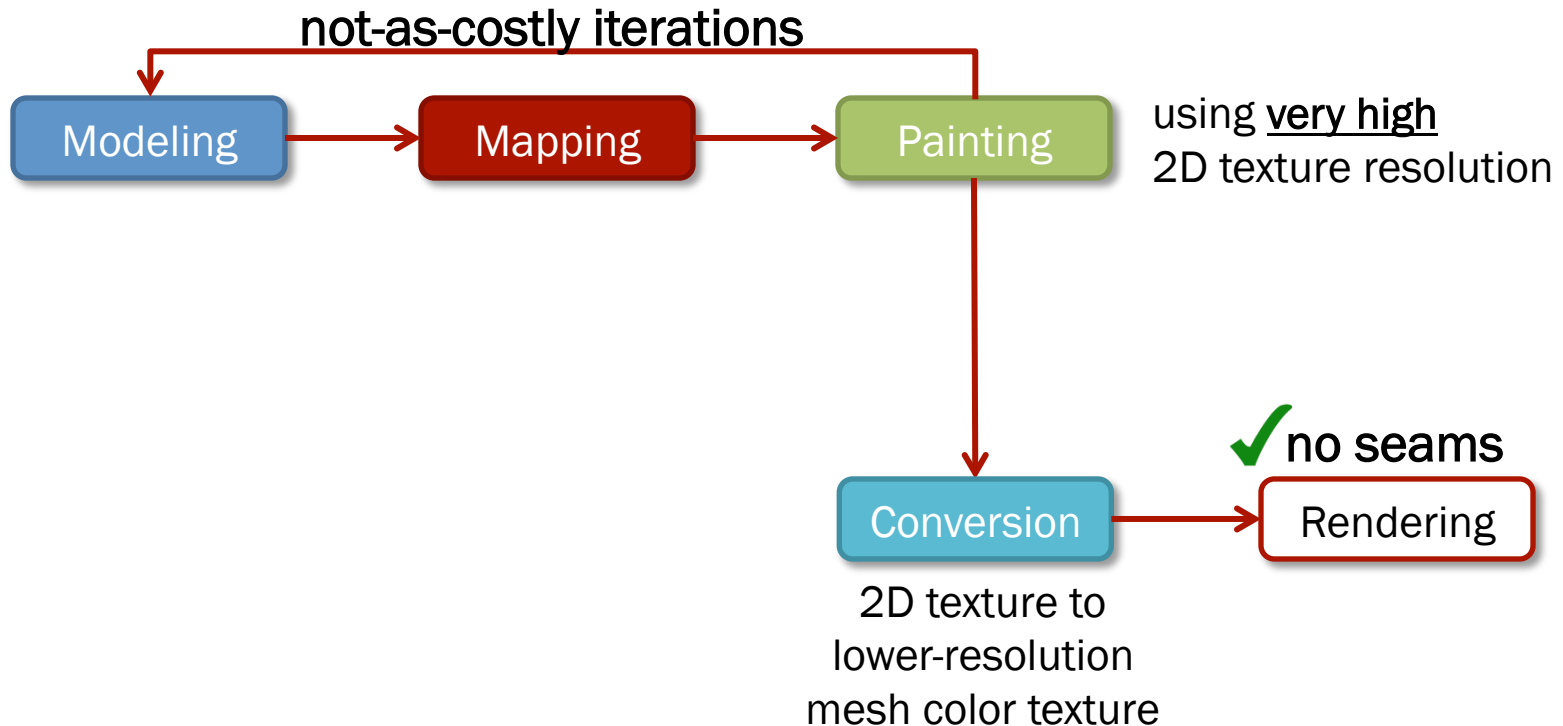 not-as-costly iterations
Modeling
Mapping
Painting
using very high
2D texture resolution
no seams
Conversion
Rendering
2D texture to
lower-resolution
mesh color texture